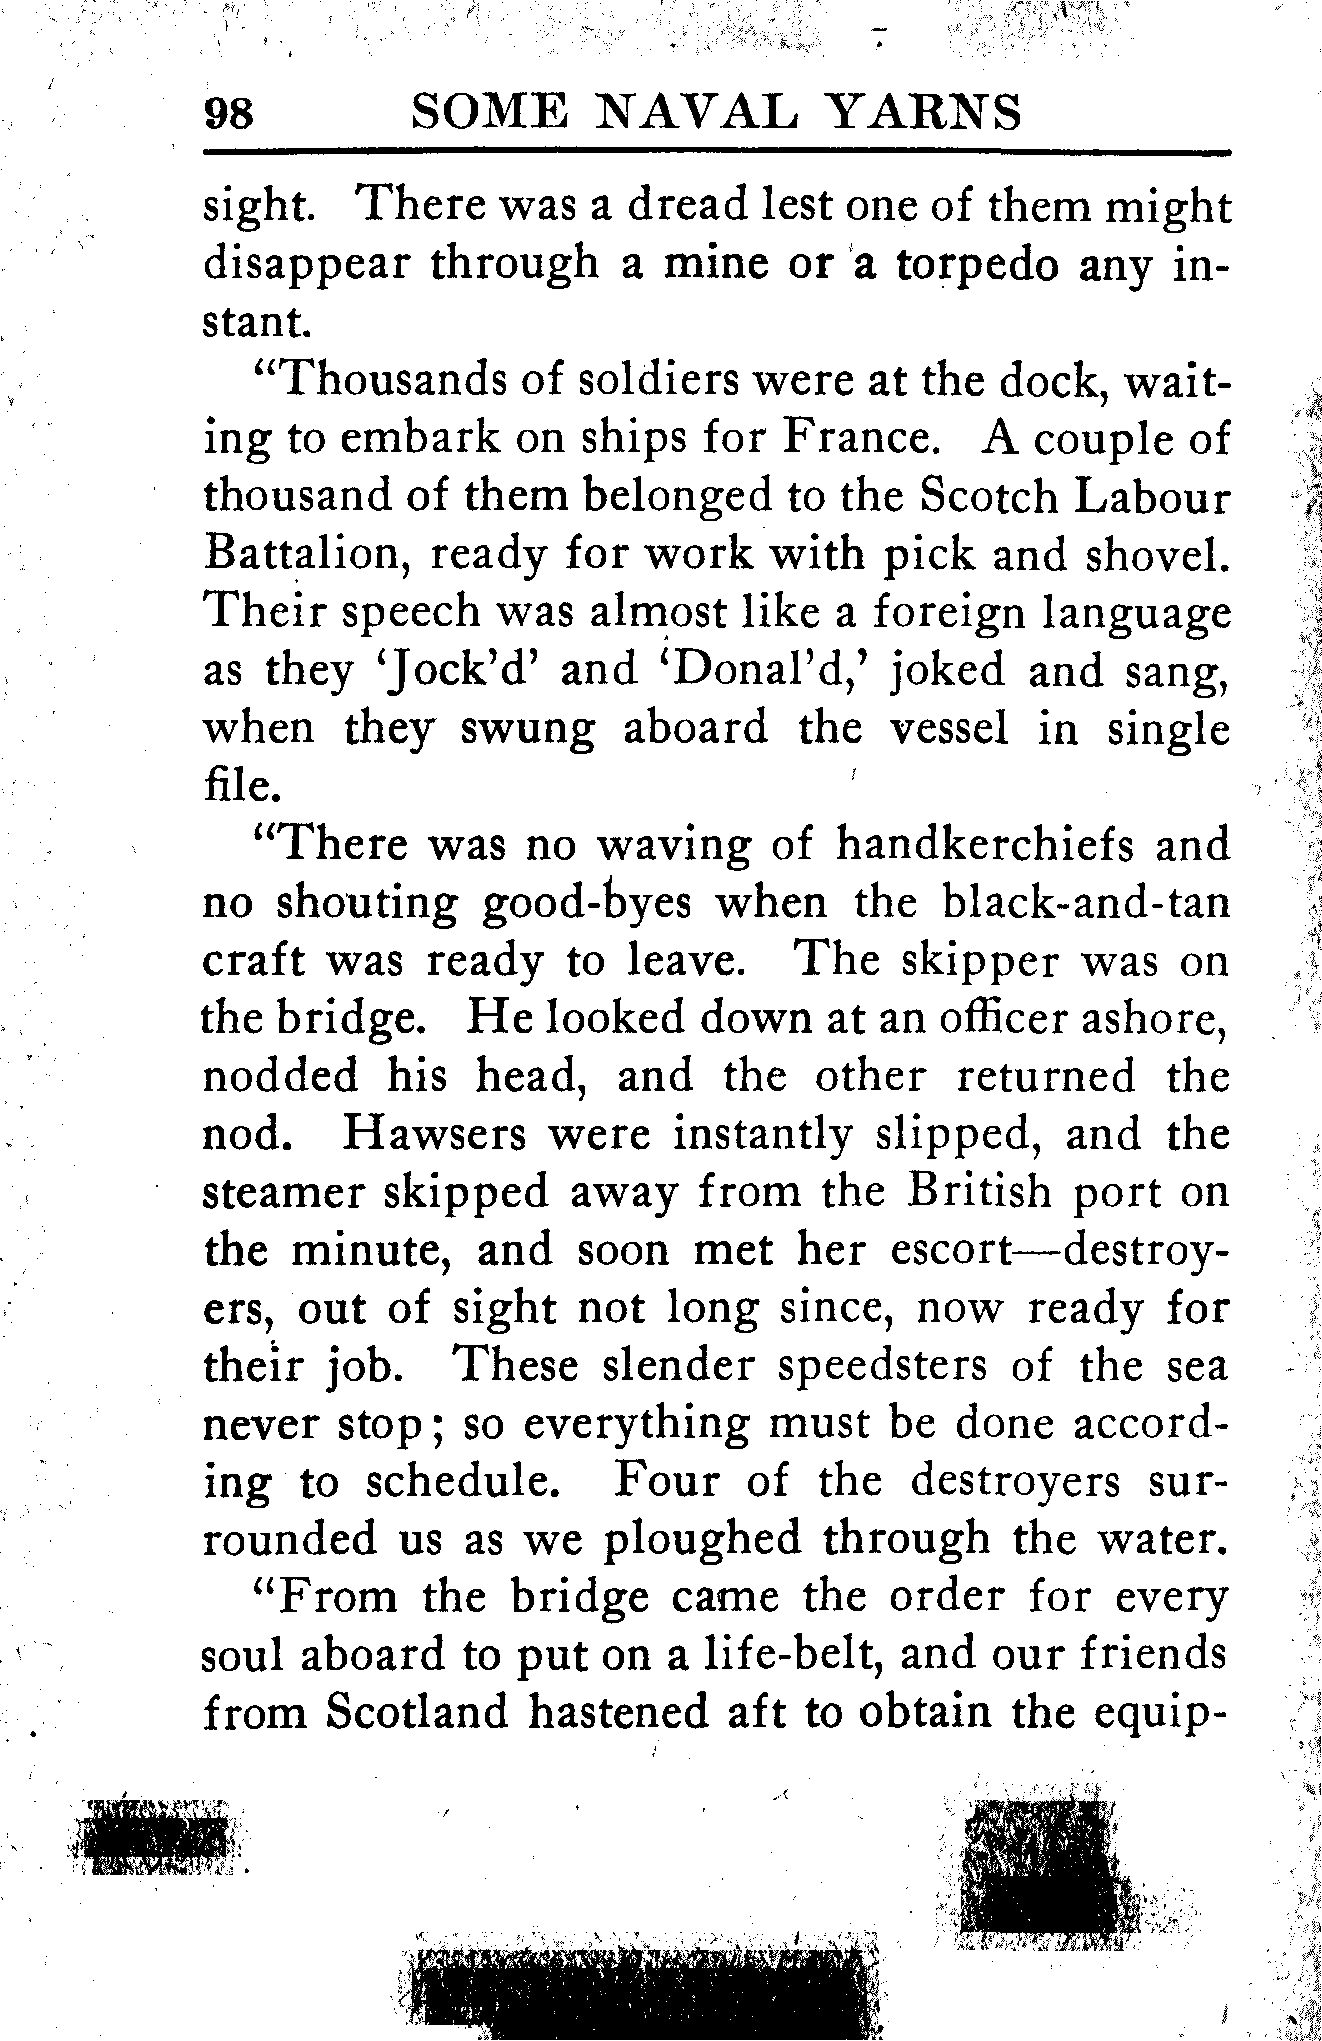 98 SOME NAVAL YARNS
sight. There was a dread lest one of them might
disappear through a mine or a torpedo any in-
stant.
“Thousands of soldiers were at the dock, wait-
ing to embark on ships for France. A couple of
thousand of them belonged to the Scotch Labour
Battalion, ready for work with pick and shovel.
Their speech was almost like a foreign language
as they ‘Jock’d’ and ‘Donal’d,’ joked and sang,
when they swung aboard the vessel in single
file.
“There was no waving of handkerchiefs and
no shouting good-byes when the black-and-tan
craft was ready to leave. The skipper was on
the bridge. He looked down at an officer ashore,
nodded his head, and the other returned the
nod. Hawsers were instantly slipped, and the
steamer skipped away from the British port on
the minute, and soon met her escort—destroy-
ers, out of sight not long since, now ready for
their job. These slender speedsters of the sea
never stop; so everything must be done accord-
ing to schedule. Four of the destroyers sur-
rounded us as we ploughed through the water.
“From the bridge came the order for every
soul aboard to put on a life-belt, and our friends
from Scotland hastened aft to obtain the equip-